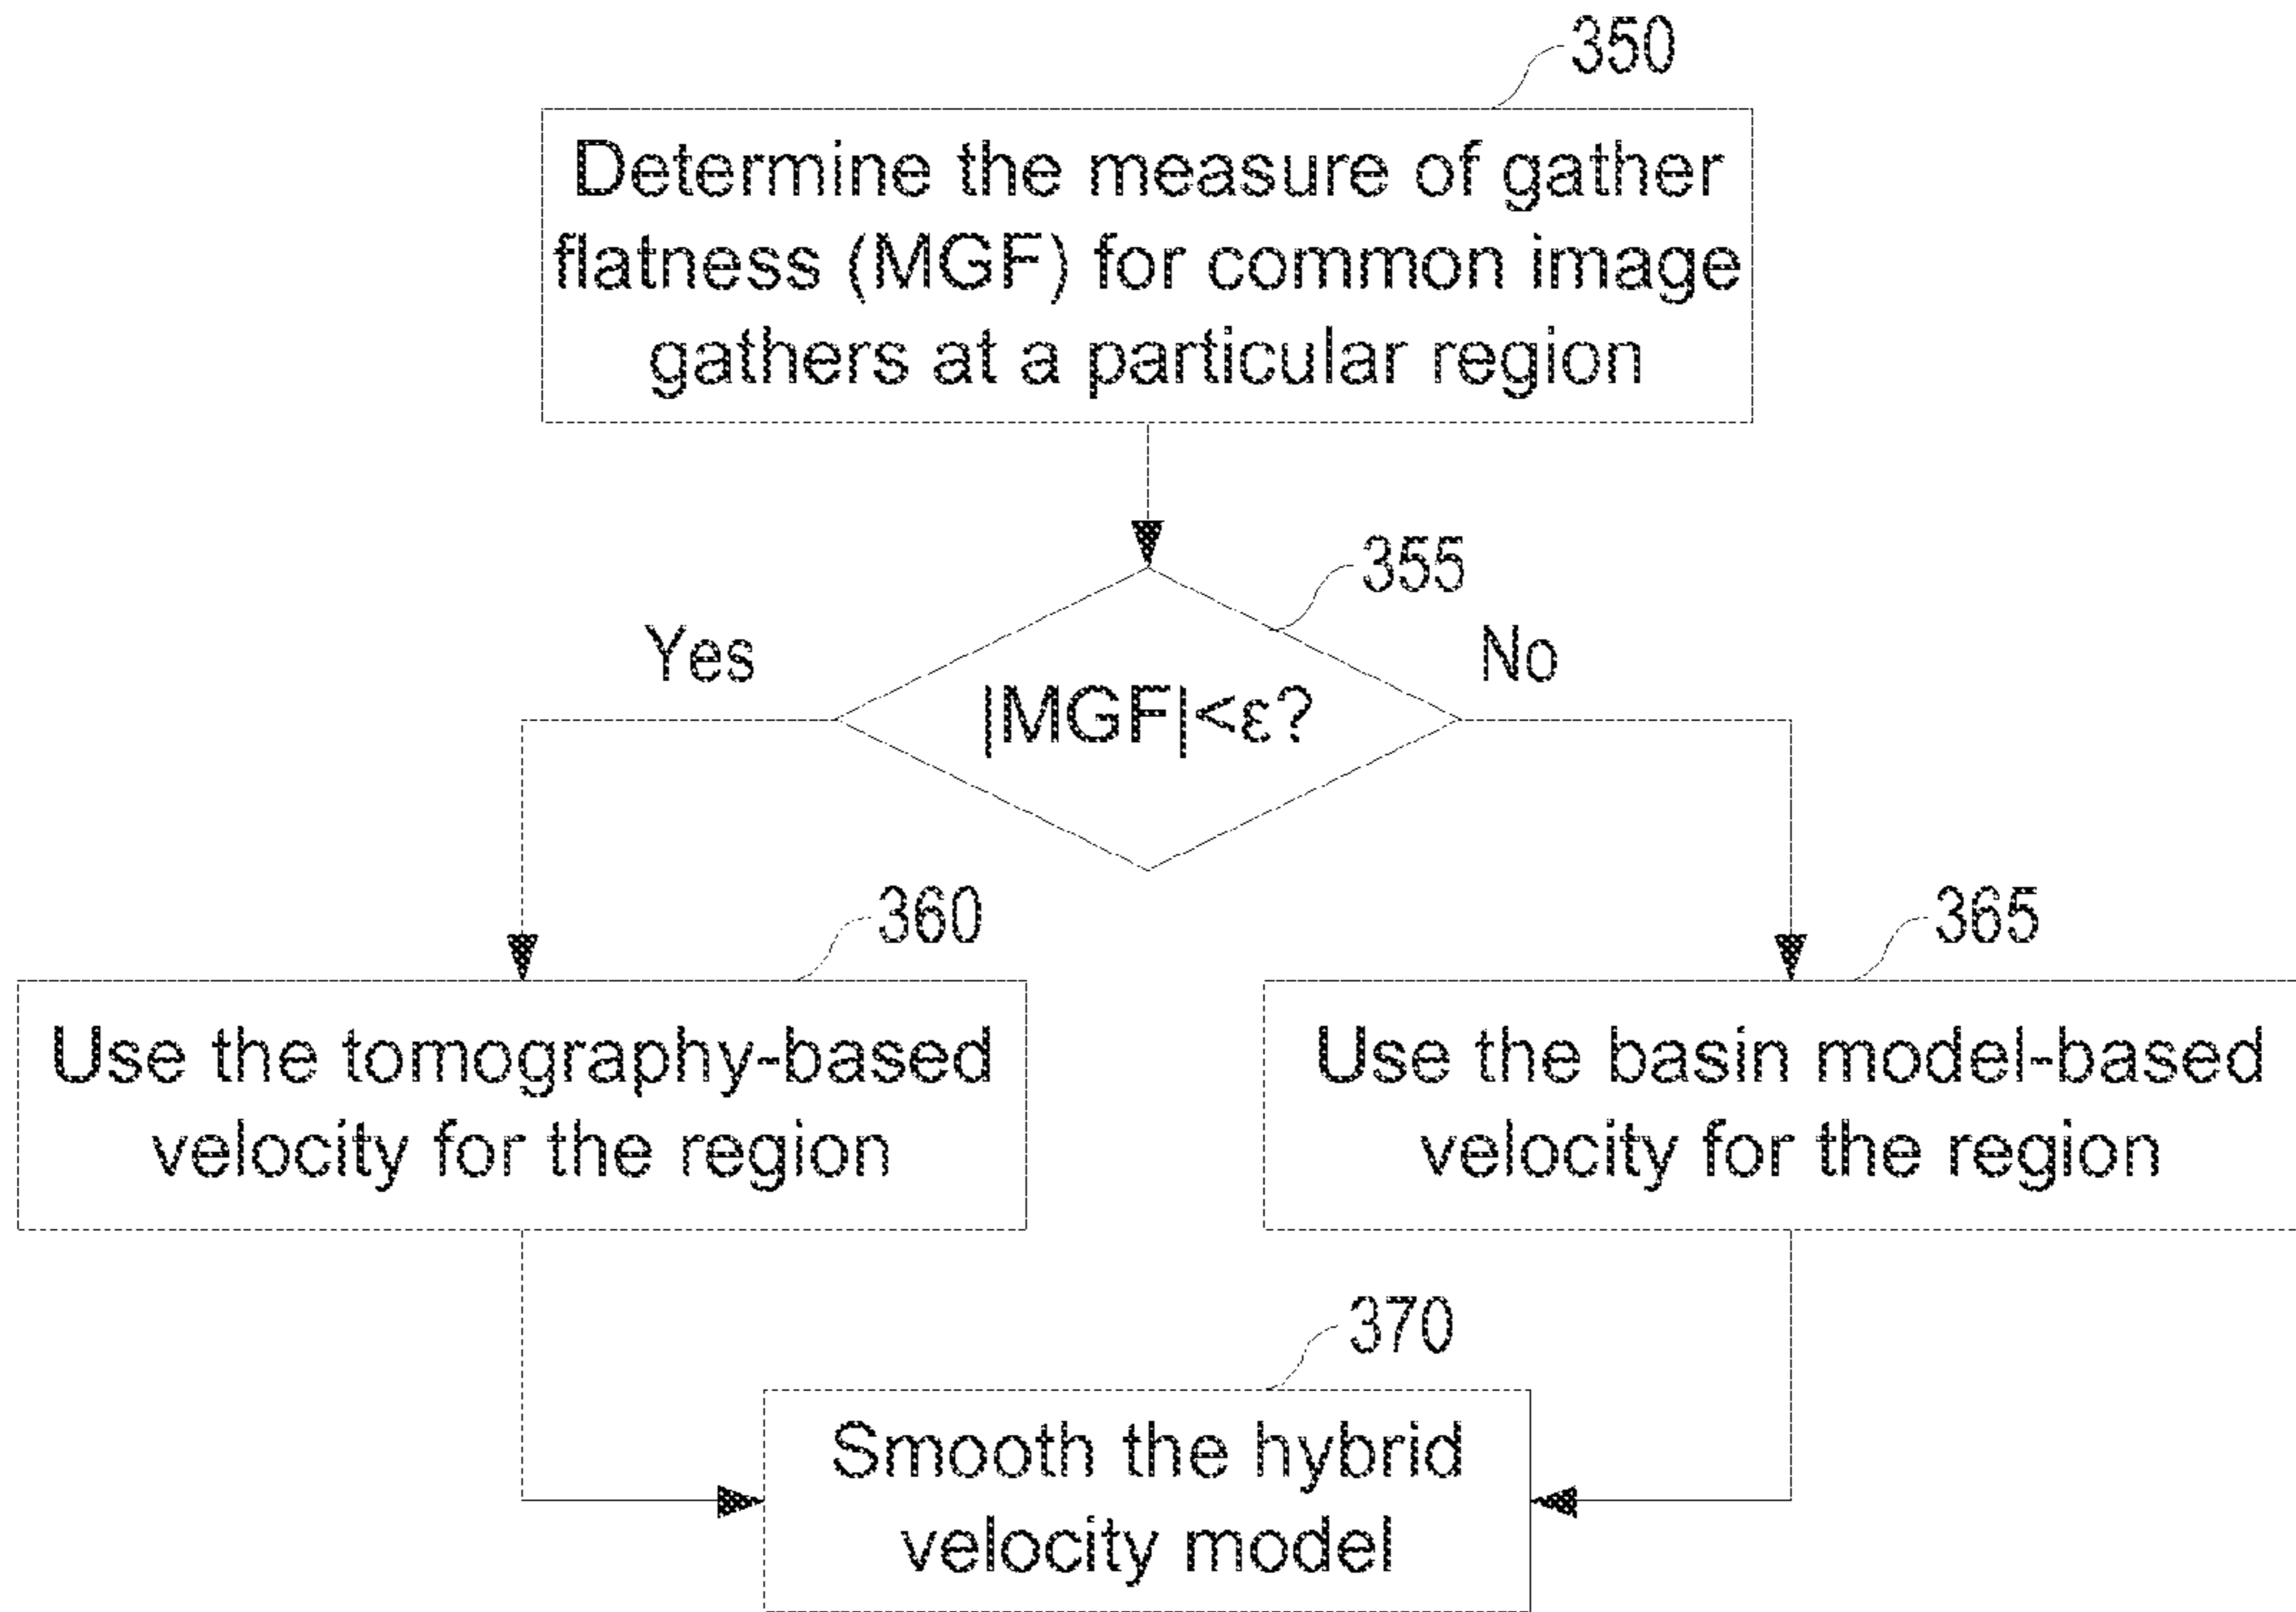 350
Determine the measure of gather
flatness (MGF) for common image
gathers at a particular region
355
Yes
No
|MGF|<ε?
360
365
Use the tomography-based
velocity for the region
Use the basin model-based
velocity for the region
370
Smooth the hybrid
velocity model